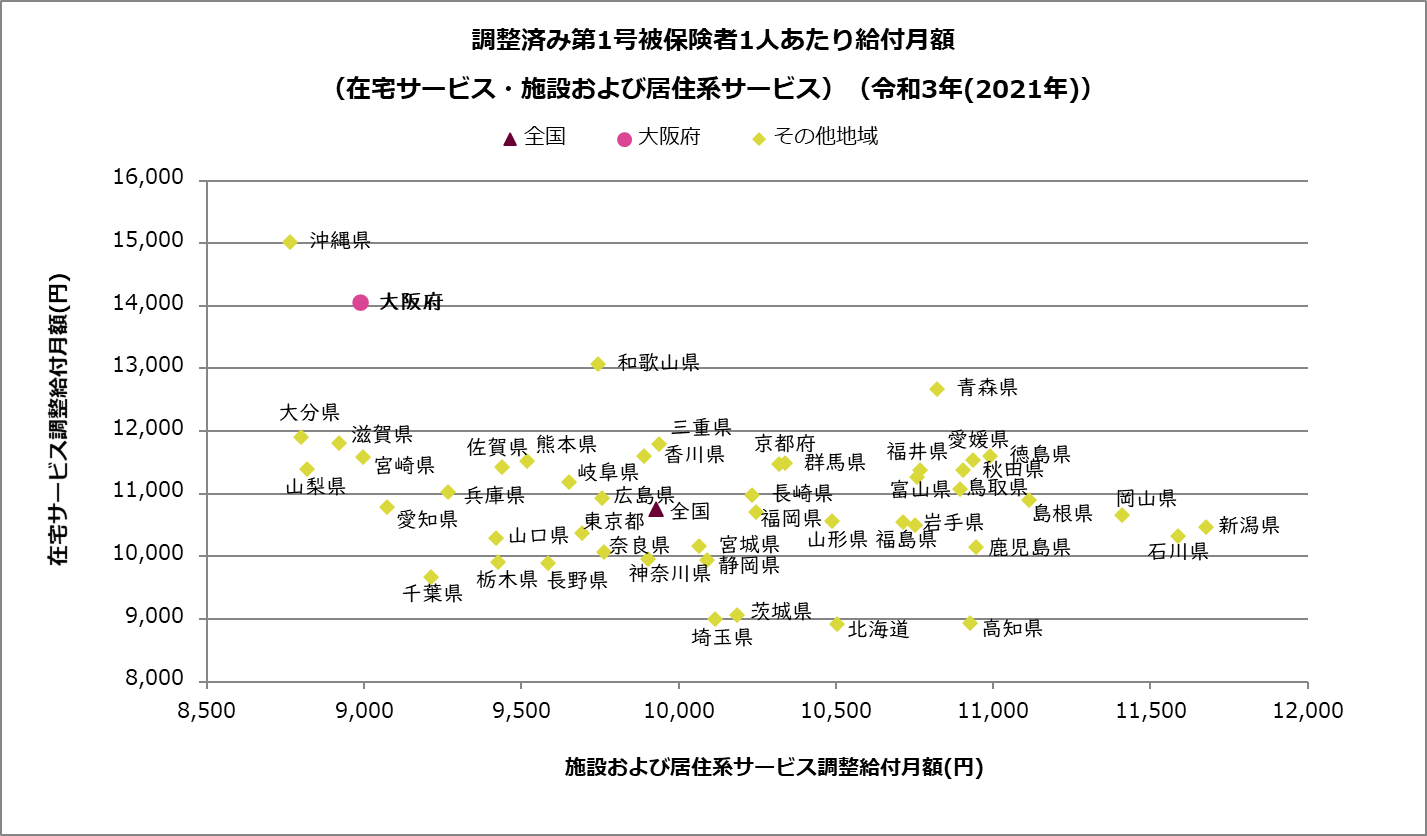 調整済み第1号被保険者1人あたり給付月額
（在宅サービス・施設および居住系サービス）（令和3年(2021年)）
全国 大阪府 その他地域
在宅サービス調整給付月額(円)
16,000
15,000
14,000
13,000
12,000
11,000
10,000
9,000
8,000
沖縄県
大阪府
和歌山県
青森県
大分県
滋賀県
宮崎県
山梨県
佐賀県
熊本県
三重県
香川県
京都府
群馬県
福井県
愛媛県
徳島県
秋田県
岐阜県
兵庫県
広島県
長崎県
富山県
鳥取県
愛知県
全国
島根県
岡山県
東京都
福岡県
山口県
山形県
福島県
岩手県
新潟県
石川県
奈良県
宮城県
鹿児島県
静岡県
神奈川県
栃木県
長野県
千葉県
茨城県
埼玉県
北海道
高知県
8,500 9,000 9,500 10,000 10,500 11,000 11,500 12,000
施設および居住系サービス調整給付月額(円)